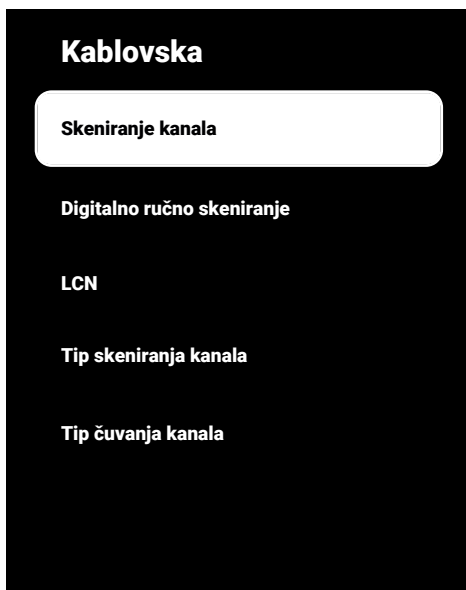 Kablovska
Skeniranje kanala
Digitalno ručno skeniranje
LCN
Tip skeniranja kanala
Tip čuvanja kanala